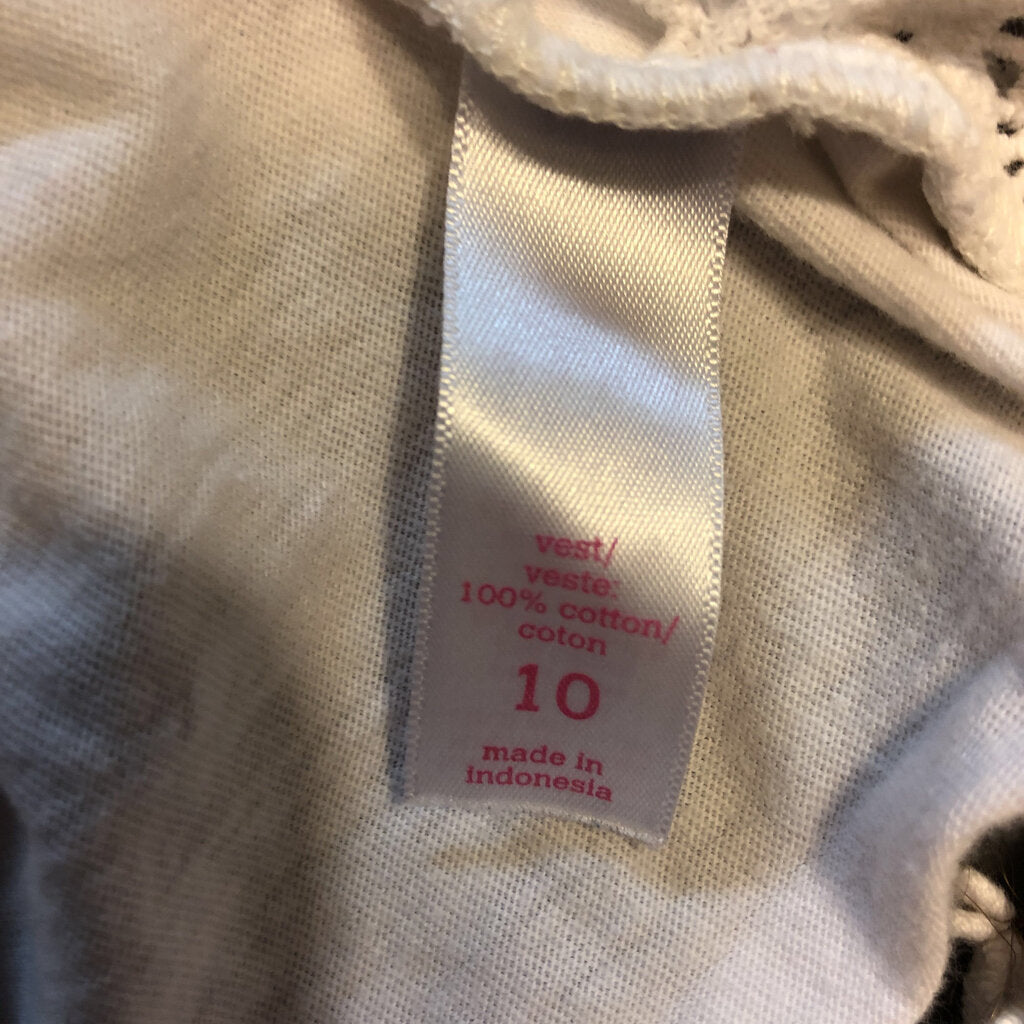 vest/
veste:
100% cotton/
coton
10
made in
indonesia